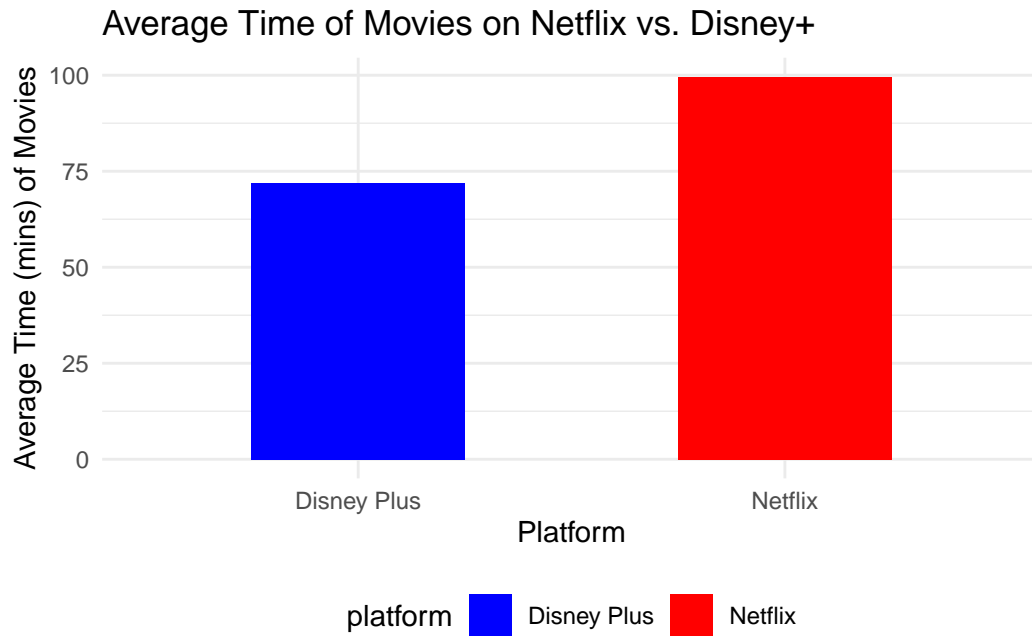 Average Time of Movies on Netflix vs. Disney+
Average Time (mins) of Movies
100
75
50
25
0
Disney Plus Netflix
Platform
platform Disney Plus Netflix